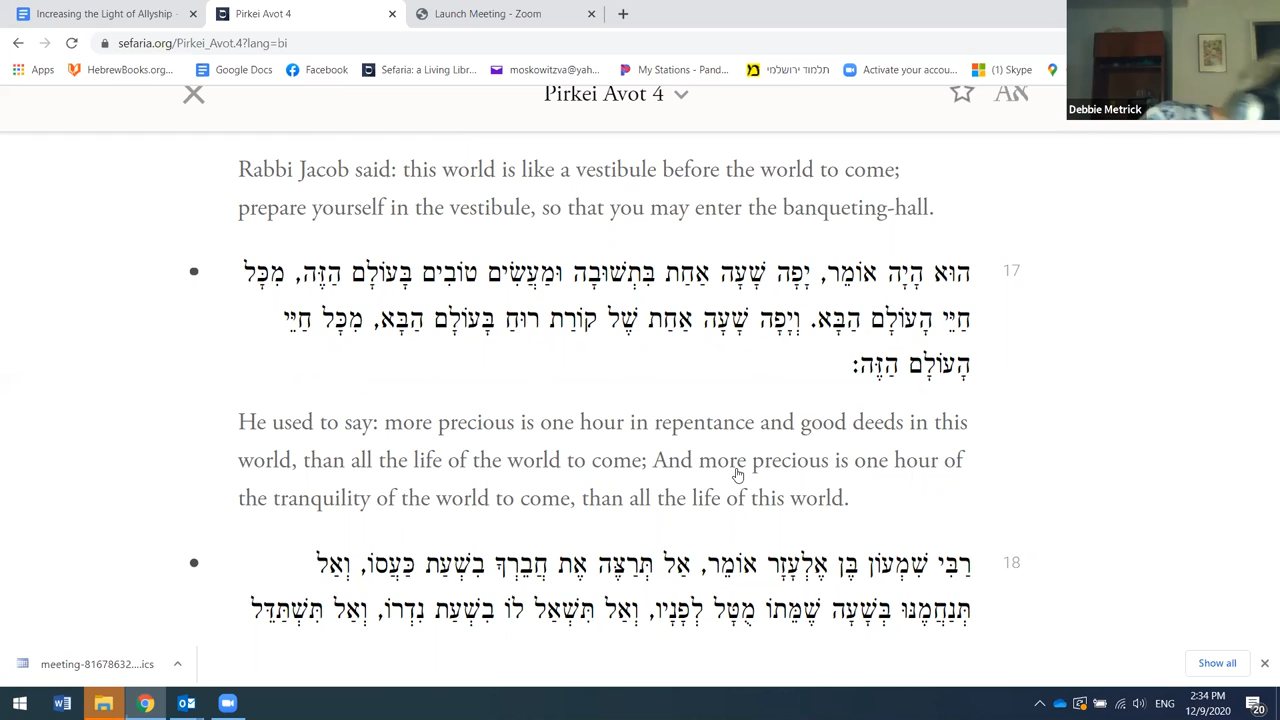 Increasing the Light of Allyship
Pirkei Avot 4
Launch Meeting - Zoom
sefaria.org/Pirkei_Avot.4?lang=bi
Apps
HebrewBooks.org...
Google Docs
Facebook
Sefaria: a Living Libr...
moskowitzva@yah...
My Stations - Pand...
תלמוד ירושלמי
Activate your accou...
(1) Skype
Debbie Metrick
Pirkei Avot 4
Rabbi Jacob said: this world is like a vestibule before the world to come;
prepare yourself in the vestibule, so that you may enter the banqueting-hall.
17
הוּא הָיָה אוֹמֵר, יָפָה שָׁעָה אַחַת בִּתְשׁוּבָה וּמַעֲשִׂים טוֹבִים בָּעוֹלָם הַזֶּה, מִכָּל
חַיֵּי הָעוֹלָם הַבָּא. וְיָפָה שָׁעָה אַחַת שֶׁל קוֹרַת רוּחַ בָּעוֹלָם הַבָּא, מִכָּל חַיֵּי
הָעוֹלָם הַזֶּה:
He used to say: more precious is one hour in repentance and good deeds in this
world, than all the life of the world to come; And more precious is one hour of
the tranquility of the world to come, than all the life of this world.
18
רַבִּי שִׁמְעוֹן בֶּן אֶלְעָזָר אוֹמֵר, אַל תְּרַצֶּה אֶת חֲבֵרְךָ בִשְׁעַת כַּעֲסוֹ, וְאַל
תְּנַחֲמֶנּוּ בְּשָׁעָה שֶׁמֵּתוֹ מֻטָּל לְפָנָיו, וְאַל תִּשְׁאַל לוֹ בִשְׁעַת נִדְרוֹ, וְאַל תִּשְׁתַּדֵּל
meeting-81678632....ics
Show all
ENG
2:34 PM
12/9/2020
20